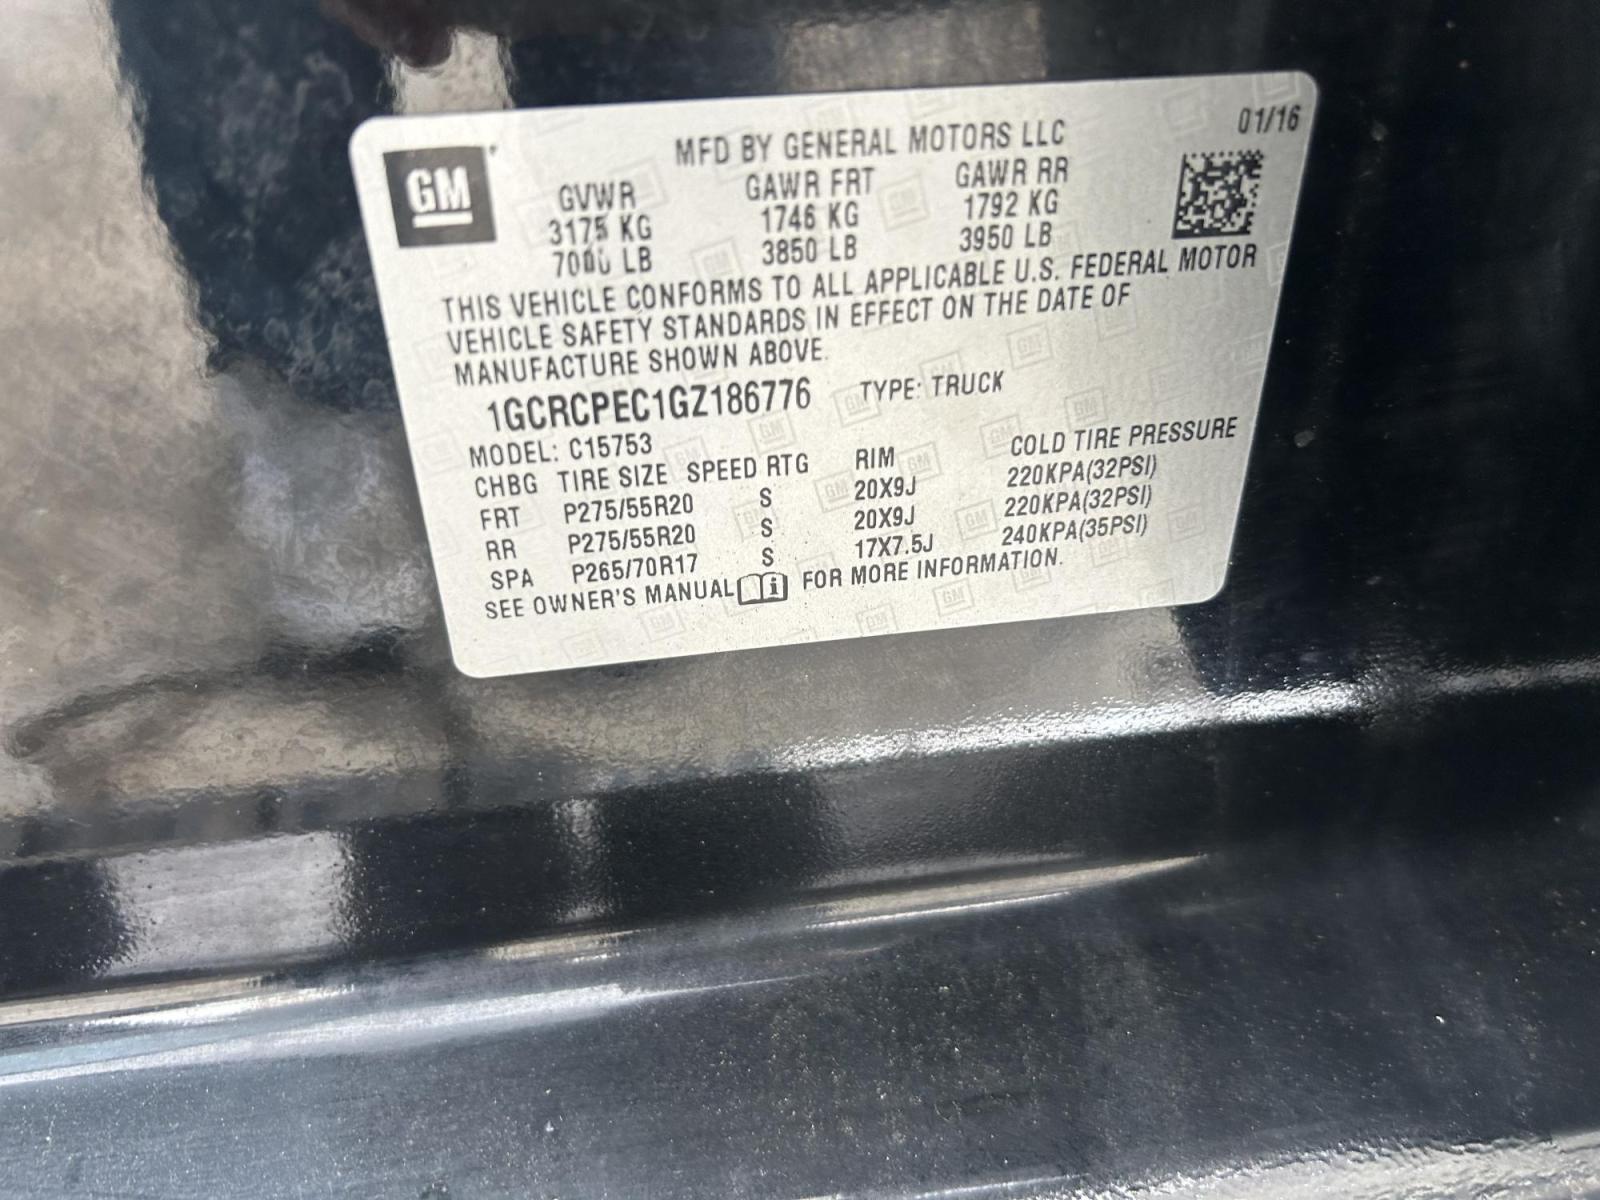 01/16
MFD BY GENERAL MOTORS LLC
GM
GVWR GAWR FRT GAWR RR
3175 KG 1746 KG 1792 KG
7000 LB 3850 LB 3950 LB
THIS VEHICLE CONFORMS TO ALL APPLICABLE U.S. FEDERAL MOTOR
VEHICLE SAFETY STANDARDS IN EFFECT ON THE DATE OF
MANUFACTURE SHOWN ABOVE.
1GCRCPEC1GZ186776 TYPE: TRUCK
MODEL: C15753
CHBG TIRE SIZE SPEED RTG RIM COLD TIRE PRESSURE
FRT P275/55R20 S 20X9J 220KPA(32PSI)
RR P275/55R20 S 20X9J 220KPA(32PSI)
SPA P265/70R17 S 17X7.5J 240KPA(35PSI)
SEE OWNER'S MANUAL i FOR MORE INFORMATION.